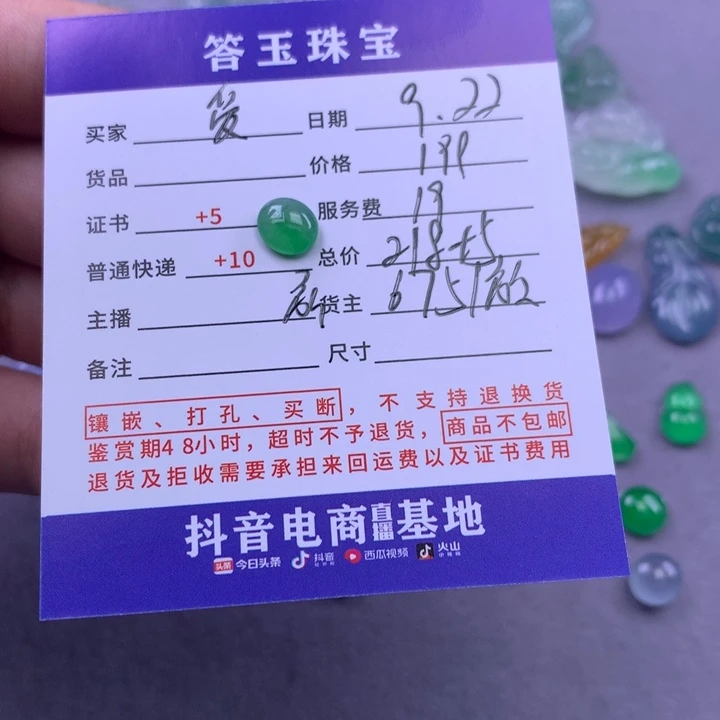 答玉珠宝
买家 爱 日期 9.22
货品 价格 199
证书 +5 服务费 19
普通快递 +10 总价 218+5
主播 货主 6751
备注 尺寸
镶嵌、打孔、买断，不支持退换货
鉴赏期48小时，超时不予退货，商品不包邮
退货及拒收需要承担来回运费以及证书费用
抖音电商直播基地
头条 今日头条 抖音 西瓜视频 火山